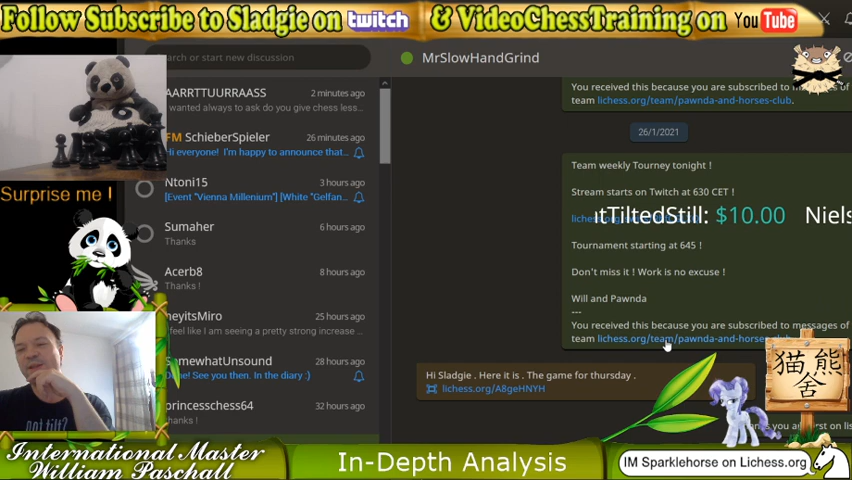 Follow Subscribe to Sladgie on twitch & VideoChessTraining on YouTube
or start new discussion
MrSlowHandGrind
AARRTTUURRAASS 2 minutes ago
wanted always to ask do you give chess less...
FM SchieberSpieler 26 minutes ago
Hi everyone! I'm happy to announce that...
Ntoni15 3 hours ago
[Event "Vienna Millenium"] [White "Gelfan...
Sumaher 6 hours ago
Thanks
Acerb8 8 hours ago
Thanks !
heyitsMiro 25 hours ago
feel like I am seeing a pretty strong increase ...
SomewhatUnsound 28 hours ago
See you then. In the diary :)
princesschess64 32 hours ago
You received this because you are subscribed to
team lichess.org/team/pawnda-and-horses-club.
26/1/2021
Team weekly Tourney tonight !
Stream starts on Twitch at 630 CET !
tTiltedStill: $10.00 Niels
Tournament starting at 645 !
Don't miss it ! Work is no excuse !
Will and Pawnda
---
You received this because you are subscribed to messages of
team lichess.org/team/pawnda-and-horses-club.
Hi Sladgie . Here it is . The game for thursday .
lichess.org/A8geHNYH
Surprise me !
got tilt?
猫熊舍
International Master
William Paschall
In-Depth Analysis
IM Sparklehorse on Lichess.org